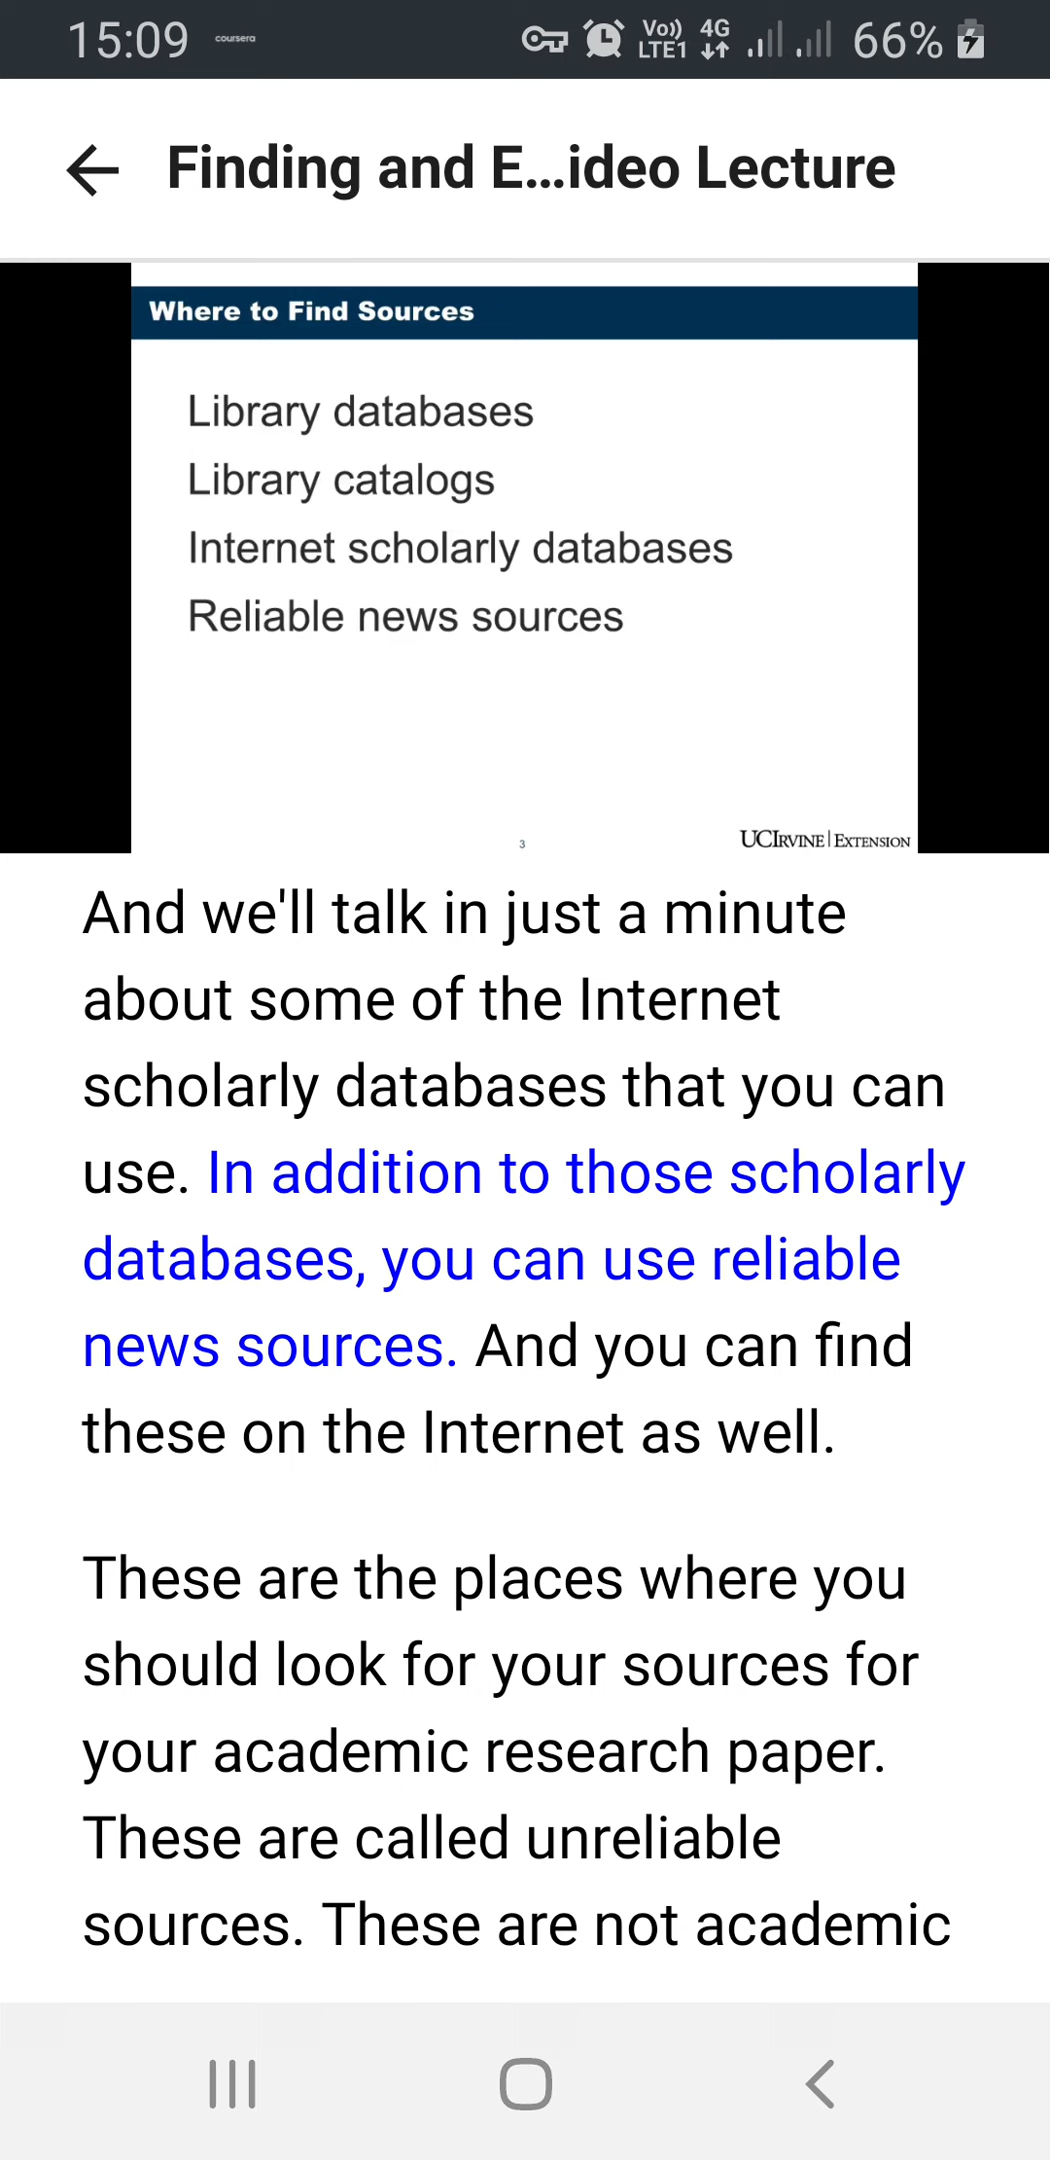 15:09 coursera Vo)) LTE1 4G 66%
Finding and E...ideo Lecture
Where to Find Sources
Library databases
Library catalogs
Internet scholarly databases
Reliable news sources
3 UCIRVINE | EXTENSION
And we'll talk in just a minute
about some of the Internet
scholarly databases that you can
use. In addition to those scholarly
databases, you can use reliable
news sources. And you can find
these on the Internet as well.
These are the places where you
should look for your sources for
your academic research paper.
These are called unreliable
sources. These are not academic